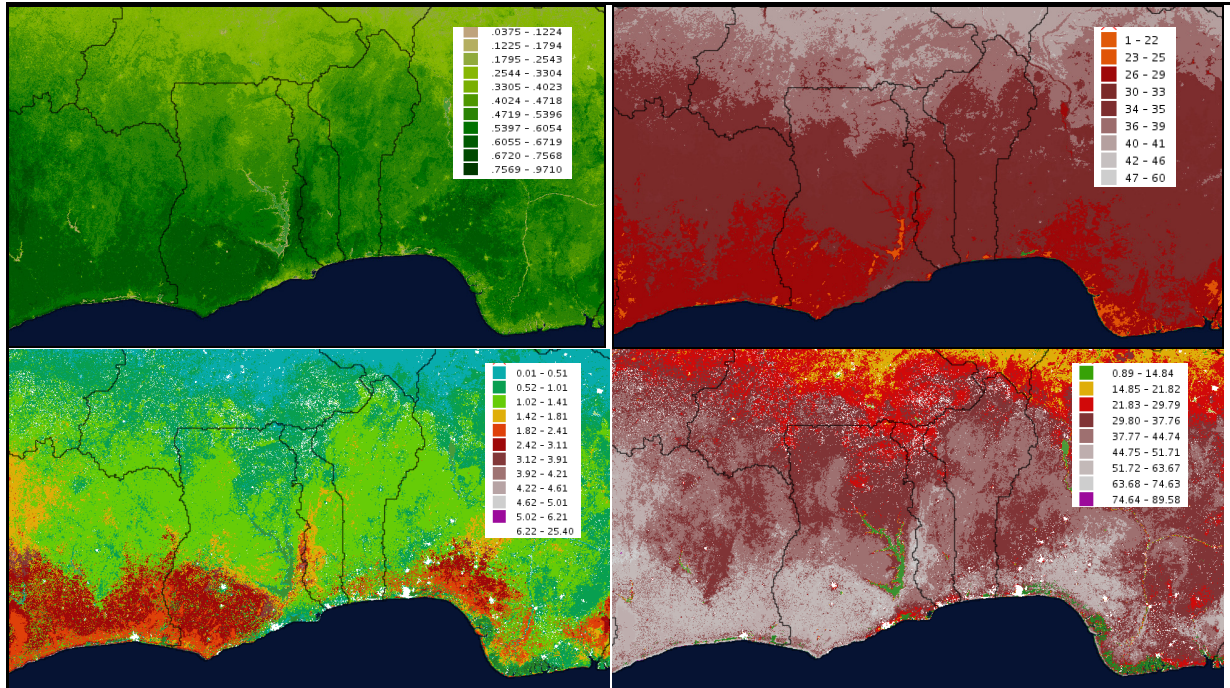 .0375 – .1224
.1225 – .1794
.1795 – .2543
.2544 – .3304
.3305 – .4023
.4024 – .4718
.4719 – .5396
.5397 – .6054
.6055 – .6719
.6720 – .7568
.7569 – .9710
1 – 22
23 – 25
26 – 29
30 – 33
34 – 35
36 – 39
40 – 41
42 – 46
47 – 60
0.01 – 0.51
0.52 – 1.01
1.02 – 1.41
1.42 – 1.81
1.82 – 2.41
2.42 – 3.11
3.12 – 3.91
3.92 – 4.21
4.22 – 4.61
4.62 – 5.01
5.02 – 6.21
6.22 – 25.40
0.89 – 14.84
14.85 – 21.82
21.83 – 29.79
29.80 – 37.76
37.77 – 44.74
44.75 – 51.71
51.72 – 63.67
63.68 – 74.63
74.64 – 89.58